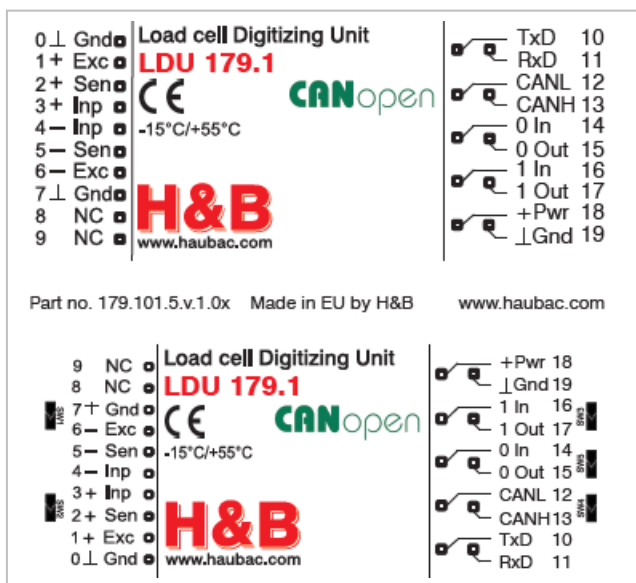 0⊥ Gnd
1+ Exc
2+ Sen
3+ Inp
4− Inp
5− Sen
6− Exc
7⊥ Gnd
8 NC
9 NC
Load cell Digitizing Unit
LDU 179.1
CE
CANopen
-15°C/+55°C
H&B
www.haubac.com
TxD 10
RxD 11
CANL 12
CANH 13
0 In 14
0 Out 15
1 In 16
1 Out 17
+Pwr 18
⊥Gnd 19
Part no. 179.101.5.v.1.0x Made in EU by H&B www.haubac.com
9 NC
8 NC
7⊤ Gnd
6− Exc
5− Sen
4− Inp
3+ Inp
2+ Sen
1+ Exc
0⊥ Gnd
SW1
SW2
Load cell Digitizing Unit
LDU 179.1
CE
CANopen
-15°C/+55°C
H&B
www.haubac.com
+Pwr 18
⊥Gnd 19
1 In 16
1 Out 17
0 In 14
0 Out 15
CANL 12
CANH13
TxD 10
RxD 11
SW3
SW5
SW4